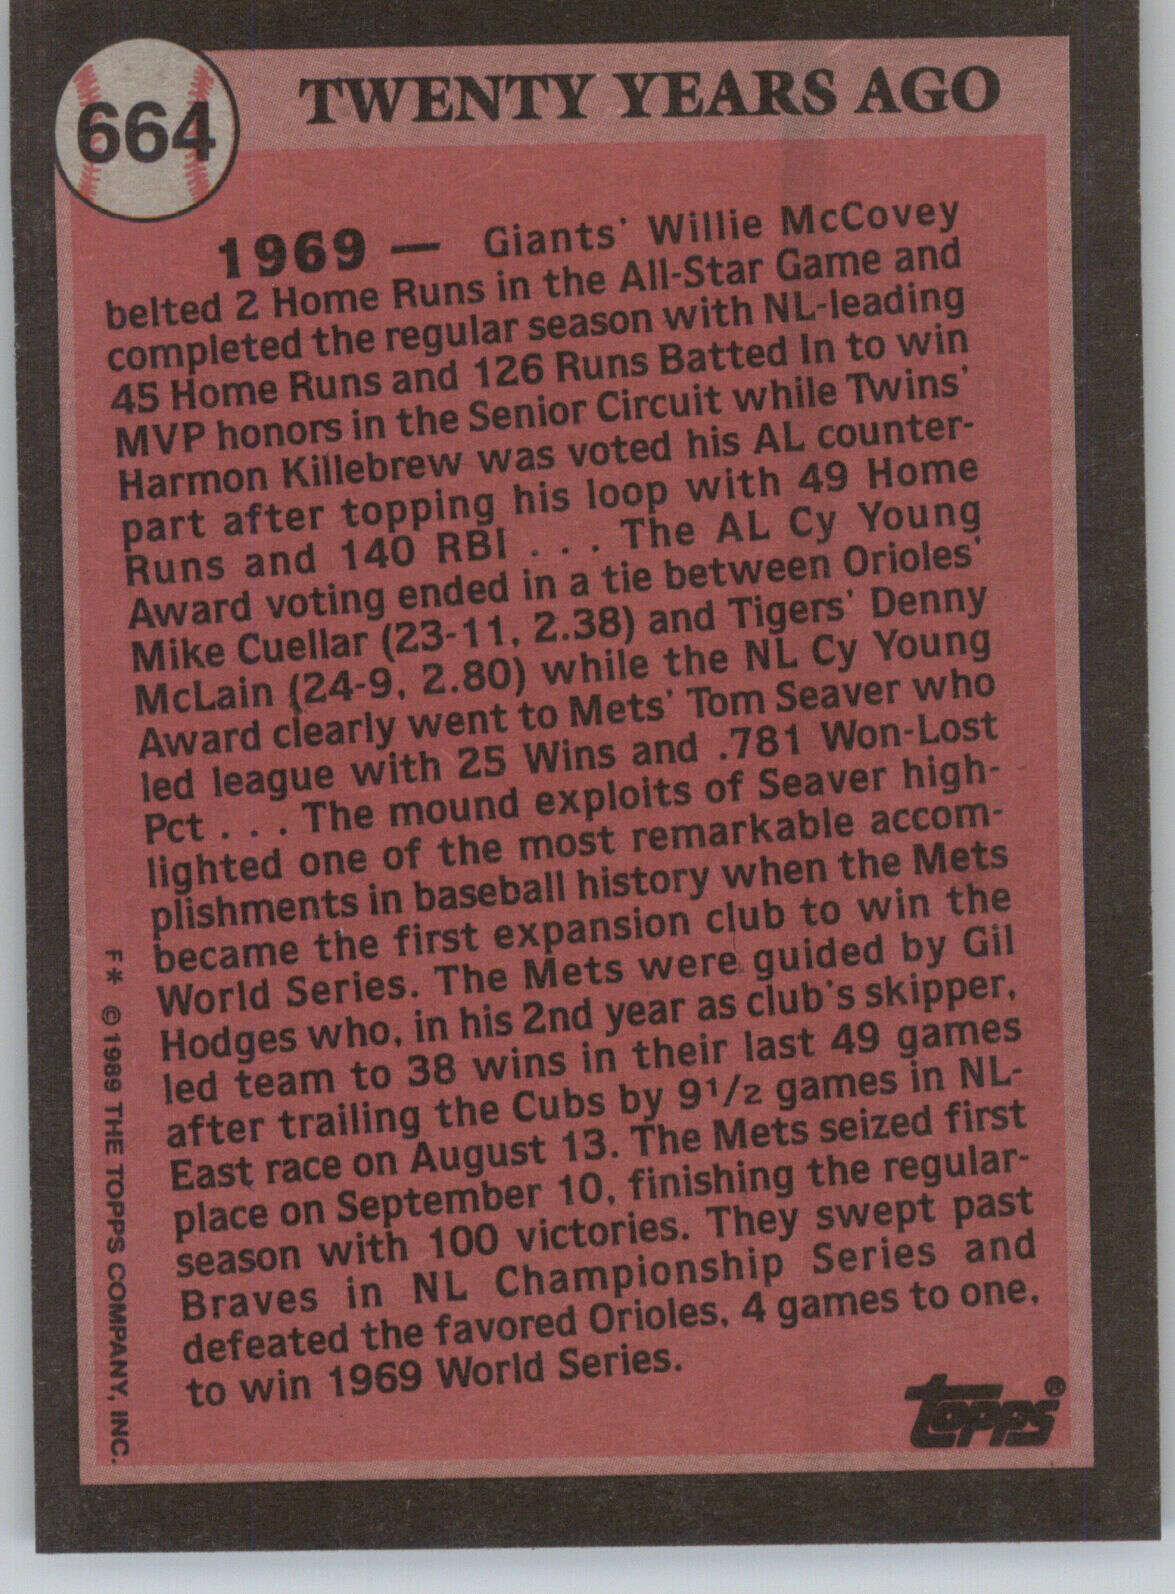 664
TWENTY YEARS AGO
1969 — Giants' Willie McCovey
belted 2 Home Runs in the All-Star Game and
completed the regular season with NL-leading
45 Home Runs and 126 Runs Batted In to win
MVP honors in the Senior Circuit while Twins'
Harmon Killebrew was voted his AL counter-
part after topping his loop with 49 Home
Runs and 140 RBI . . . The AL Cy Young
Award voting ended in a tie between Orioles'
Mike Cuellar (23-11, 2.38) and Tigers' Denny
McLain (24-9, 2.80) while the NL Cy Young
Award clearly went to Mets' Tom Seaver who
led league with 25 Wins and .781 Won-Lost
Pct . . . The mound exploits of Seaver high-
lighted one of the most remarkable accom-
plishments in baseball history when the Mets
became the first expansion club to win the
World Series. The Mets were guided by Gil
Hodges who, in his 2nd year as club's skipper,
led team to 38 wins in their last 49 games
after trailing the Cubs by 9 1/2 games in NL-
East race on August 13. The Mets seized first
place on September 10, finishing the regular-
season with 100 victories. They swept past
Braves in NL Championship Series and
defeated the favored Orioles, 4 games to one,
to win 1969 World Series.
F* © 1989 THE TOPPS COMPANY, INC.
topps®